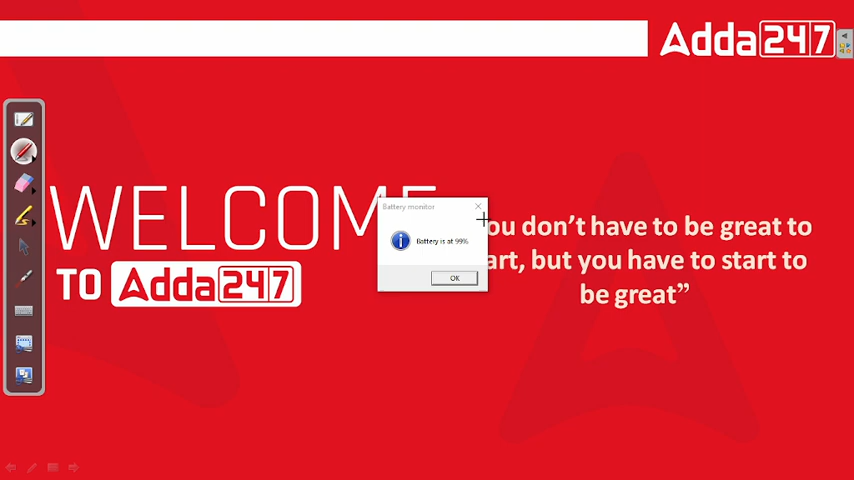 Adda247
WELCOME
TO Adda247
Battery monitor
Battery is at 99%
OK
ou don’t have to be great to
art, but you have to start to
be great”